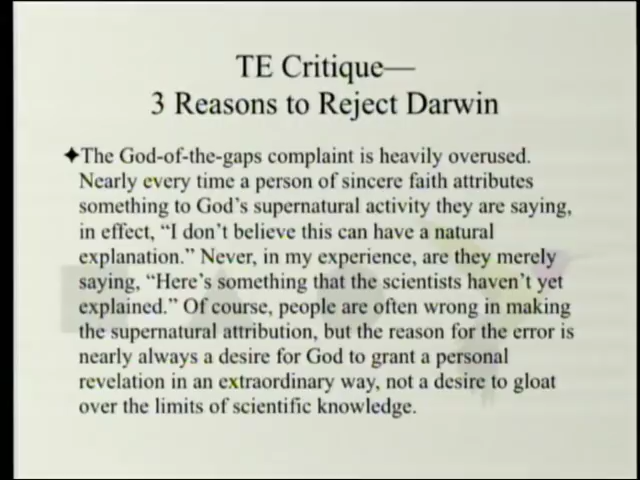 TE Critique—
3 Reasons to Reject Darwin
✦The God-of-the-gaps complaint is heavily overused.
Nearly every time a person of sincere faith attributes
something to God's supernatural activity they are saying,
in effect, “I don't believe this can have a natural
explanation.” Never, in my experience, are they merely
saying, “Here's something that the scientists haven't yet
explained.” Of course, people are often wrong in making
the supernatural attribution, but the reason for the error is
nearly always a desire for God to grant a personal
revelation in an extraordinary way, not a desire to gloat
over the limits of scientific knowledge.